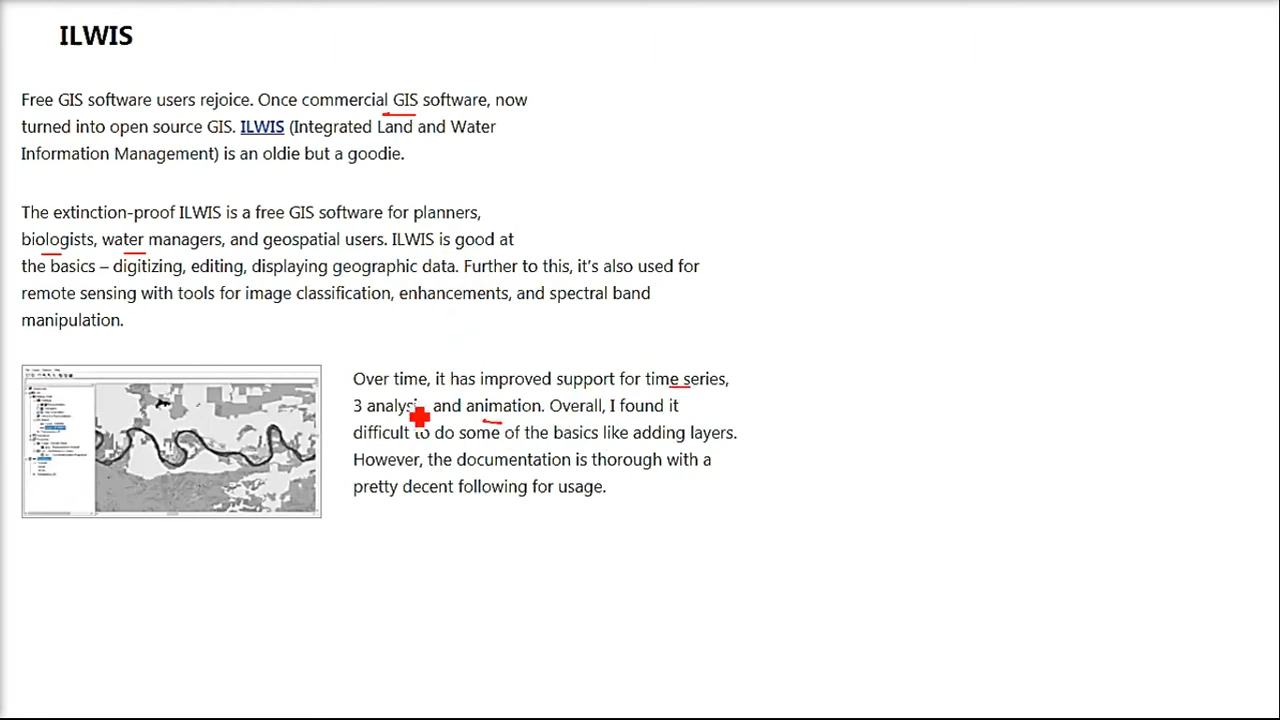 ILWIS
Free GIS software users rejoice. Once commercial GIS software, now
turned into open source GIS. ILWIS (Integrated Land and Water
Information Management) is an oldie but a goodie.
The extinction-proof ILWIS is a free GIS software for planners,
biologists, water managers, and geospatial users. ILWIS is good at
the basics – digitizing, editing, displaying geographic data. Further to this, it's also used for
remote sensing with tools for image classification, enhancements, and spectral band
manipulation.
Over time, it has improved support for time series,
3 analysis and animation. Overall, I found it
difficult to do some of the basics like adding layers.
However, the documentation is thorough with a
pretty decent following for usage.